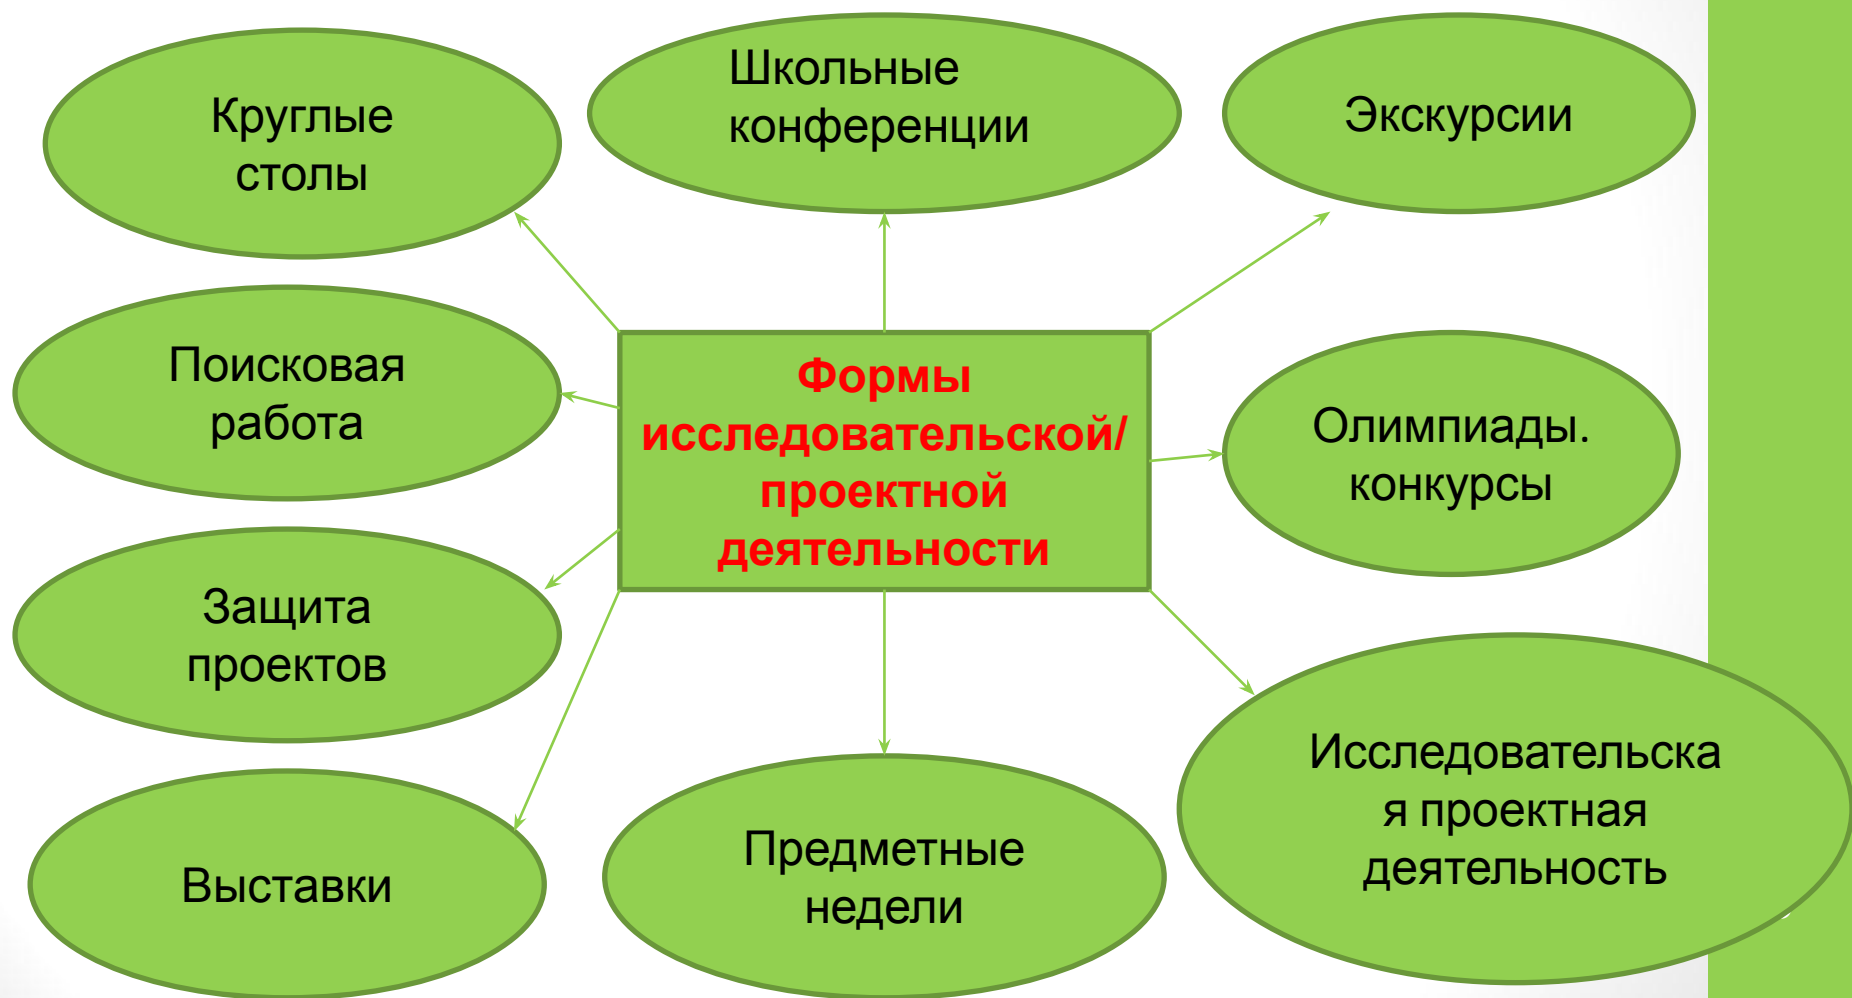 Круглые
столы
Школьные
конференции
Экскурсии
Поисковая
работа
Формы
исследовательской/
проектной
деятельности
Олимпиады.
конкурсы
Защита
проектов
Исследовательска
я проектная
деятельность
Выставки
Предметные
недели